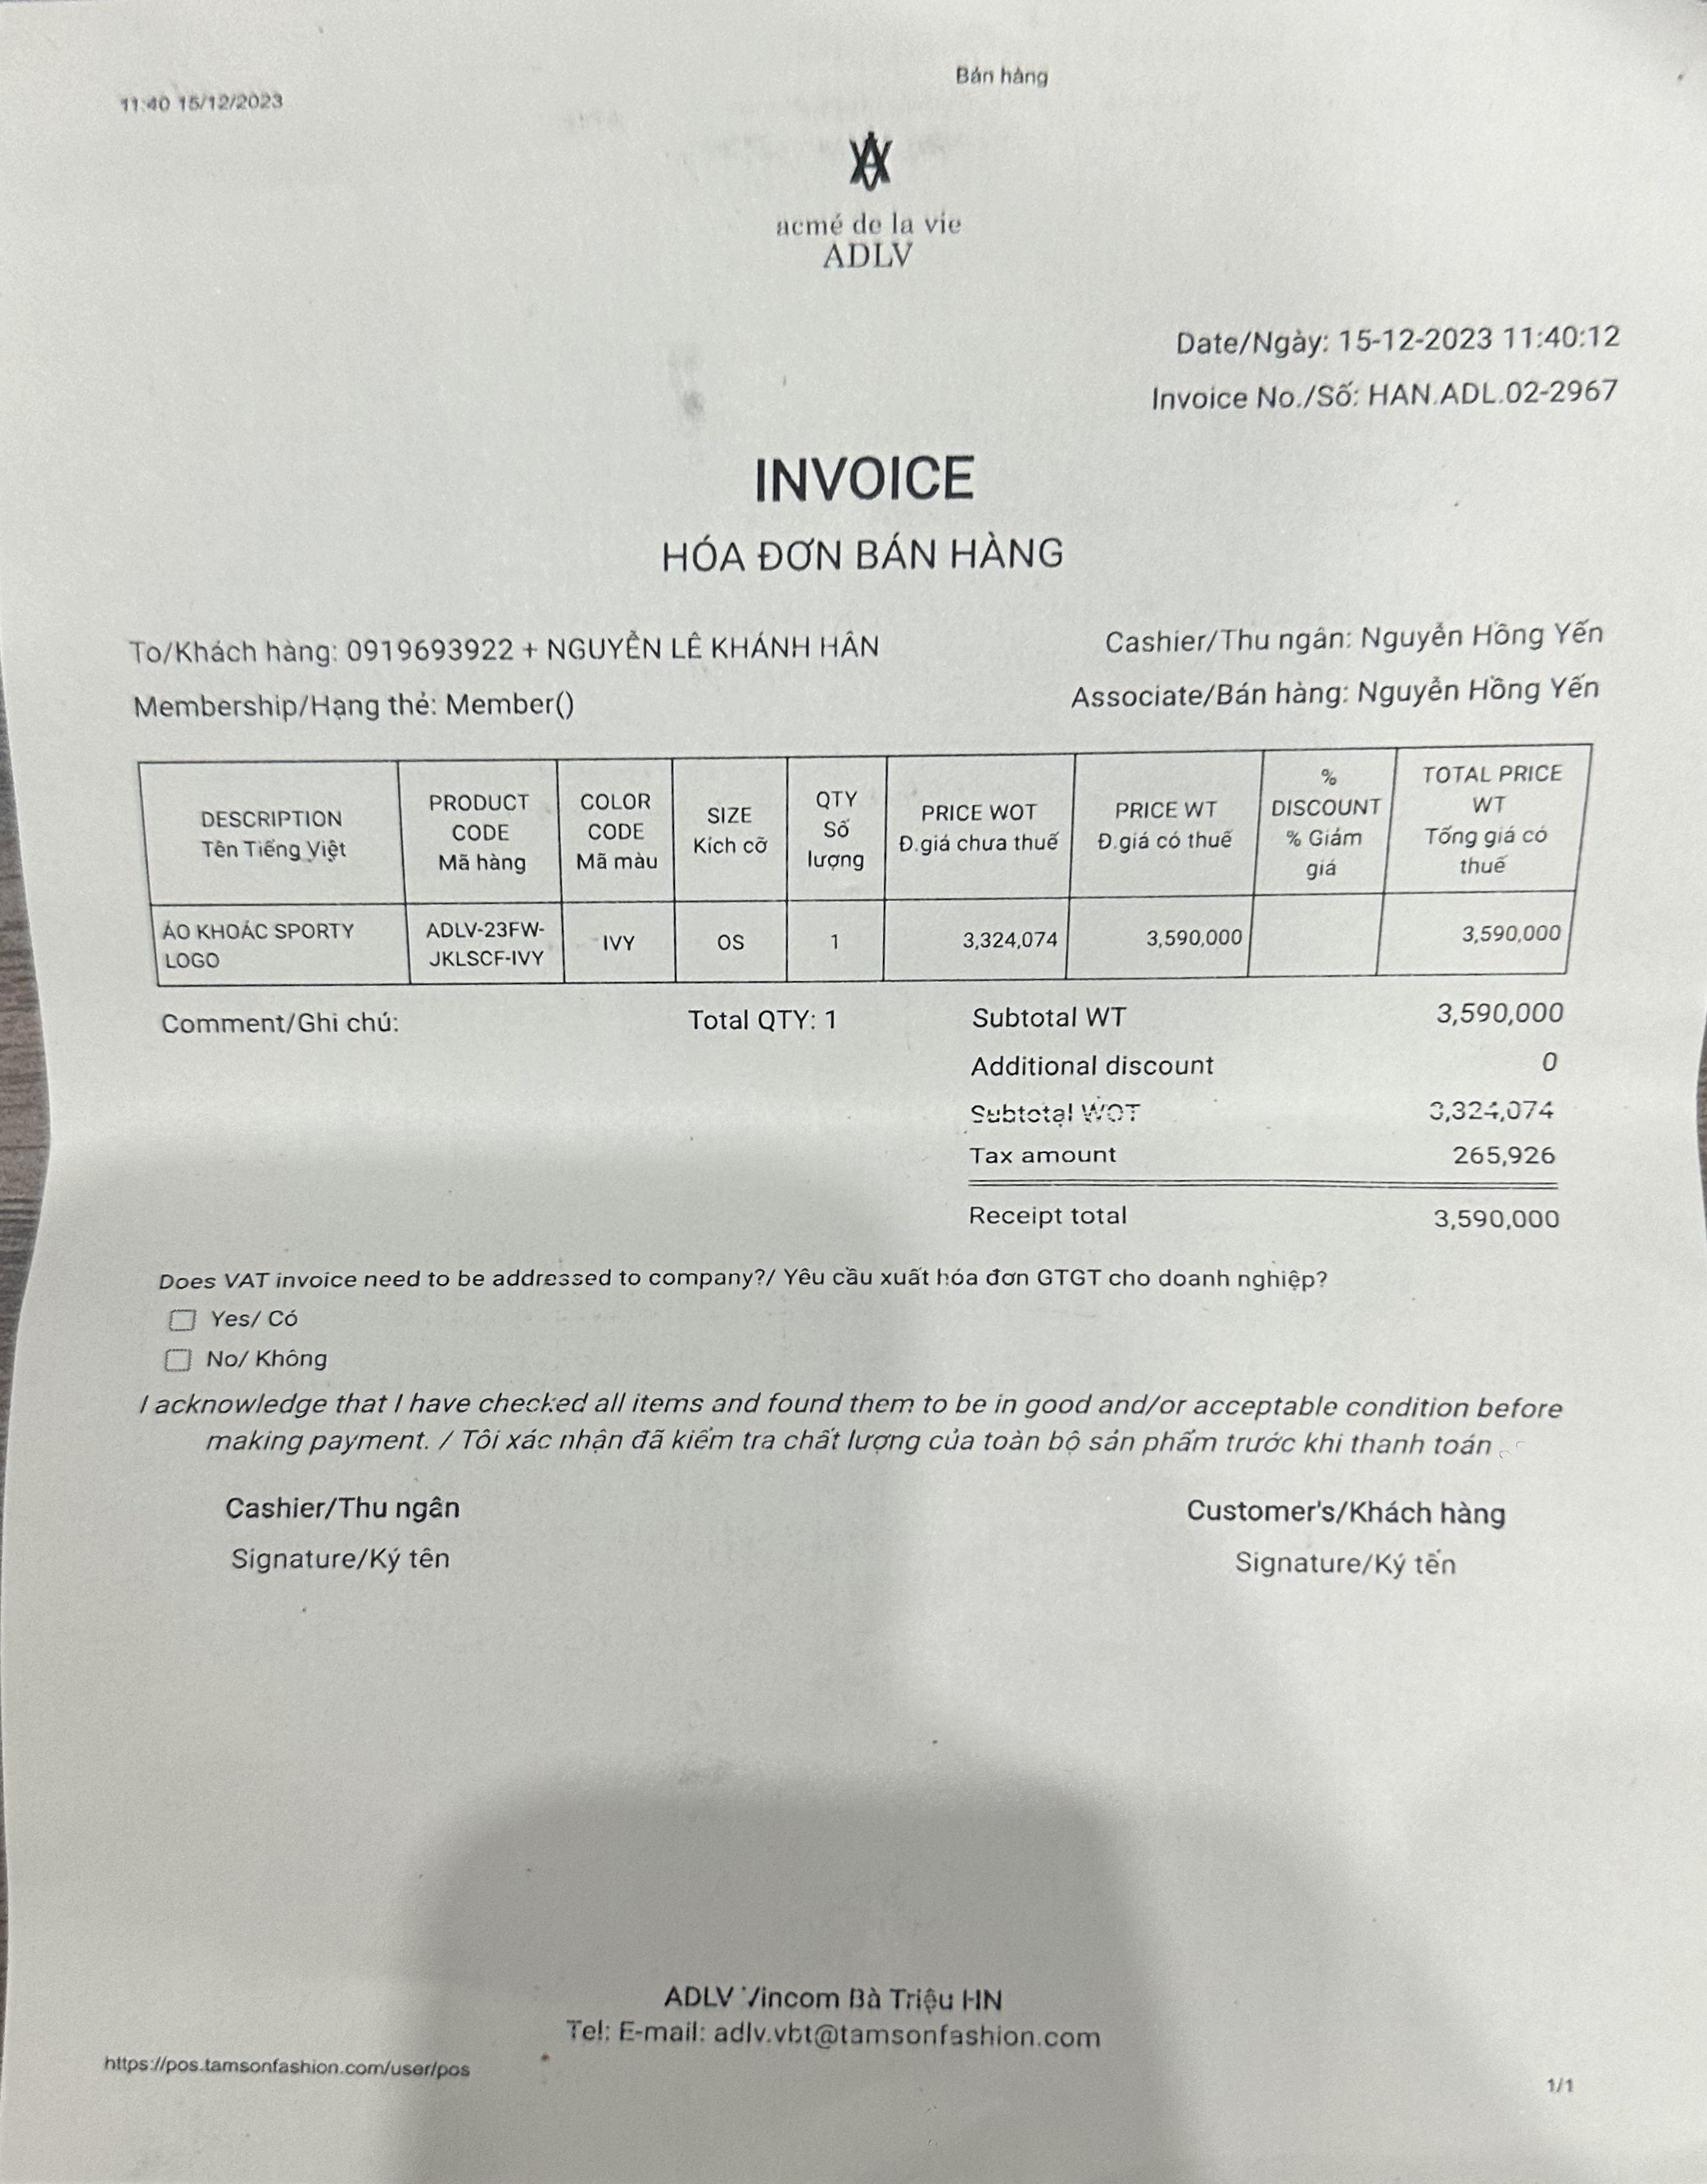 Bán hàng
11:40 15/12/2023
acmé de la vie
ADLV
Date/Ngày: 15-12-2023 11:40:12
Invoice No./Số: HAN.ADL.02-2967
INVOICE
HÓA ĐƠN BÁN HÀNG
To/Khách hàng: 0919693922 + NGUYỄN LÊ KHÁNH HÂN
Cashier/Thu ngân: Nguyễn Hồng Yến
Membership/Hạng thẻ: Member()
Associate/Bán hàng: Nguyễn Hồng Yến
DESCRIPTION
Tên Tiếng Việt
PRODUCT
CODE
Mã hàng
COLOR
CODE
Mã màu
SIZE
Kích cỡ
QTY
Số
lượng
PRICE WOT
Đ.giá chưa thuế
PRICE WT
Đ.giá có thuế
%
DISCOUNT
% Giảm
giá
TOTAL PRICE
WT
Tổng giá có
thuế
ÁO KHOÁC SPORTY
LOGO
ADLV-23FW-
JKLSCF-IVY
IVY
OS
1
3,324,074
3,590,000
3,590,000
Comment/Ghi chú:
Total QTY: 1
Subtotal WT 3,590,000
Additional discount 0
Subtotal WOT 3,324,074
Tax amount 265,926
Receipt total 3,590,000
Does VAT invoice need to be addressed to company?/ Yêu cầu xuất hóa đơn GTGT cho doanh nghiệp?
Yes/ Có
No/ Không
I acknowledge that I have checked all items and found them to be in good and/or acceptable condition before
making payment. / Tôi xác nhận đã kiểm tra chất lượng của toàn bộ sản phẩm trước khi thanh toán
Cashier/Thu ngân
Customer's/Khách hàng
Signature/Ký tên
Signature/Ký tên
ADLV Vincom Bà Triệu HN
Tel: E-mail: adlv.vbt@tamsonfashion.com
https://pos.tamsonfashion.com/user/pos
1/1